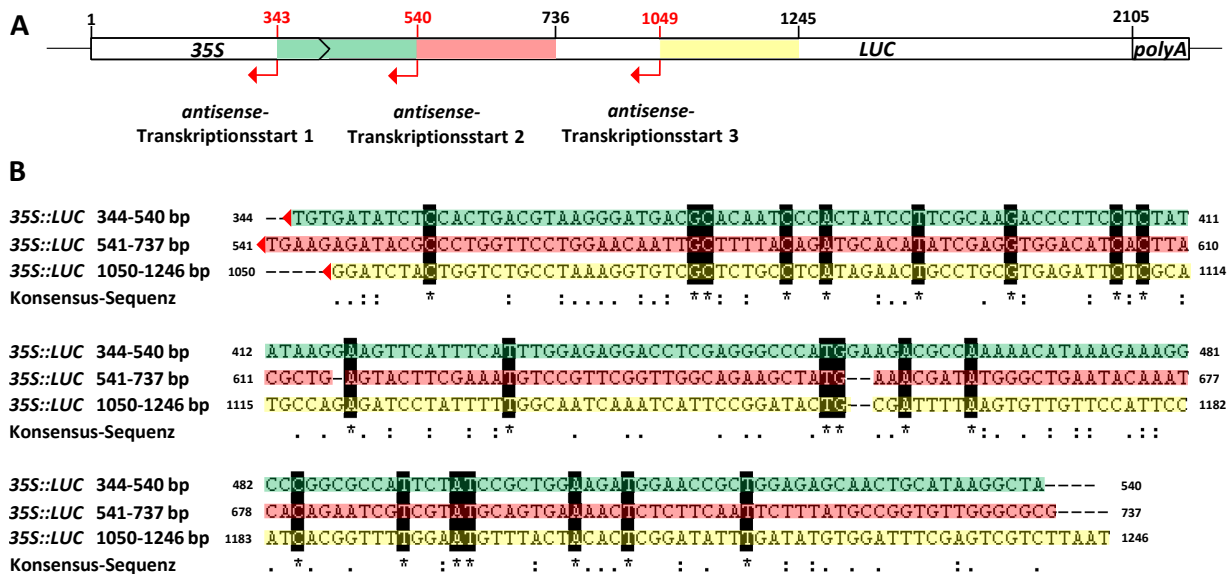 A
1 343 540 736 1049 1245 2105
35S LUC polyA
antisense- antisense- antisense-
Transkriptionsstart 1 Transkriptionsstart 2 Transkriptionsstart 3
B
35S::LUC 344-540 bp 344 --TGTGATATCTCCACTGACGTAAGGGATGACGCACAATCCCACTATCCTTCGCAAGACCCTTCCTCTAT 411
35S::LUC 541-737 bp 541 TGAAGAGATACGCCCTGGTTCCTGGAACAATTGCTTTTACAGATGCACATATCGAGGTGGACATCACTTA 610
35S::LUC 1050-1246 bp 1050 -----GGATCTACTGGTCTGCCTAAAGGTGTCGCTCTGCCTCATAGAACTGCCTGCGTGAGATTCTCGCA 1114
Konsensus-Sequenz
35S::LUC 344-540 bp 412 ATAAGGAAGTTCATTTCATTTGGAGAGGACCTCGAGGGCCCATGGAAGAACGCCAAAAACATAAAGAAAGG 481
35S::LUC 541-737 bp 611 CGCTG-AGTACTTCGAAATGTCCGTTCGGTTGGCAGAAGCTATG--AAACGATATGGGCTGAATACAAAT 677
35S::LUC 1050-1246 bp 1115 TGCCAGAGATCCTATTTTTGGCAATCAAATCATTCCGGATACTG--CGATTTTAAGTGTTGTTCCATTCC 1182
Konsensus-Sequenz
35S::LUC 344-540 bp 482 CCCGGCGCCATTCTATCCGCTGGAAGATGGAACCGCTGGAGAGCAACTGCATAAGGCTA---- 540
35S::LUC 541-737 bp 678 CACAGAATCGTCGTATGCAGTGAAAACTCTCTTCAATTCTTTATGCCGGTGTTGGGCGCG---- 737
35S::LUC 1050-1246 bp 1183 ATCACGGTTTTGGAATGTTTACTACACTCGGATATTTGATATGTGGATTTCGAGTCGTCTTAAT 1246
Konsensus-Sequenz